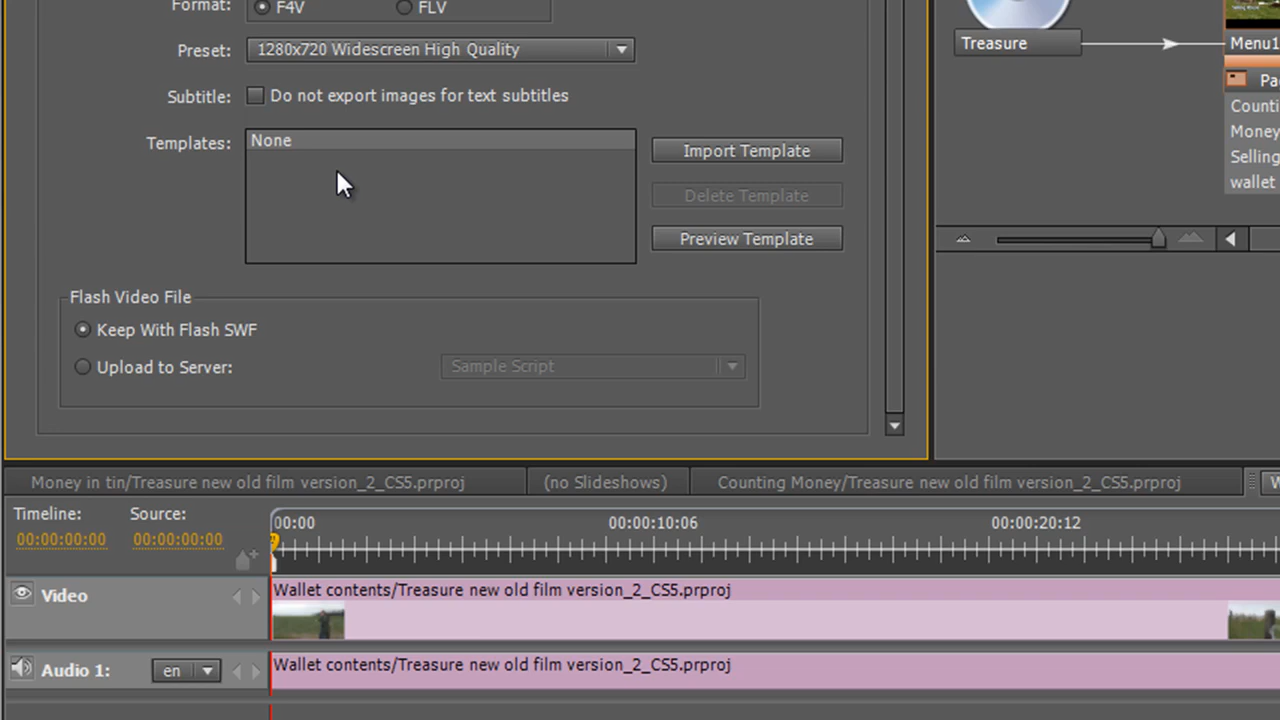 Format:
F4V
FLV
Preset:
1280x720 Widescreen High Quality
Subtitle:
Do not export images for text subtitles
Templates:
None
Import Template
Delete Template
Preview Template
Flash Video File
Keep With Flash SWF
Upload to Server:
Sample Script
Treasure
Menu1
Pa
Counti
Money
Selling
wallet
Money in tin/Treasure new old film version_2_CS5.prproj
(no Slideshows)
Counting Money/Treasure new old film version_2_CS5.prproj
W
Timeline:
Source:
00:00:00:00
00:00:00:00
00:00
00:00:10:06
00:00:20:12
Video
Wallet contents/Treasure new old film version_2_CS5.prproj
Audio 1:
en
Wallet contents/Treasure new old film version_2_CS5.prproj